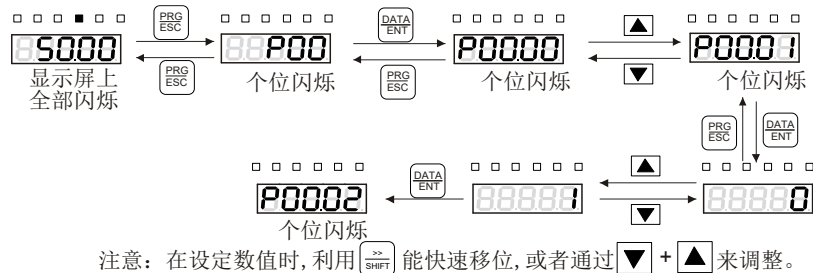 PRG
ESC
DATA
ENT
▲
50.00
P00
P00.00
P00.01
PRG
ESC
PRG
ESC
▼
显示屏上
全部闪烁
个位闪烁
个位闪烁
个位闪烁
PRG
ESC
DATA
ENT
DATA
ENT
▲
P00.02
1
0
▼
个位闪烁
注意：在设定数值时,利用 >> SHIFT 能快速移位,或者通过 ▼ + ▲ 来调整。